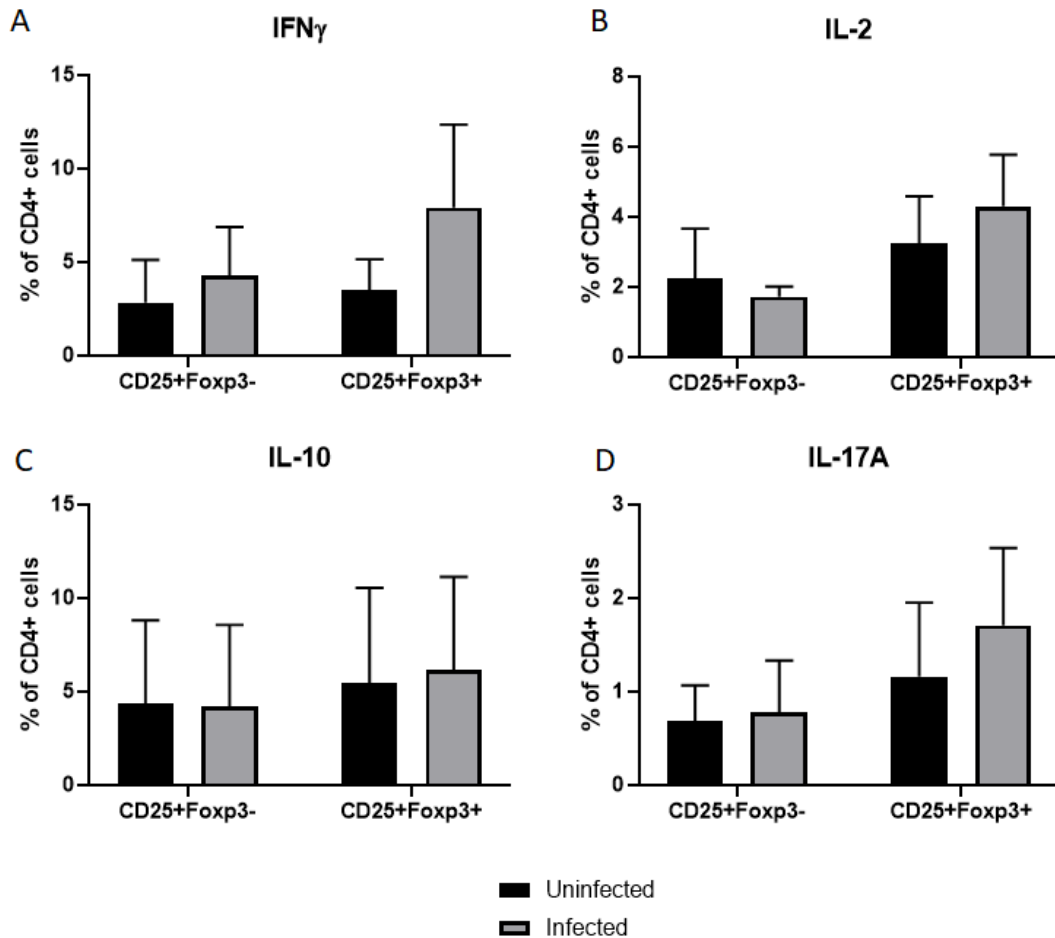 A
IFNγ
% of CD4+ cells
15
10
5
0
CD25+Foxp3-
CD25+Foxp3+
B
IL-2
% of CD4+ cells
8
6
4
2
0
CD25+Foxp3-
CD25+Foxp3+
C
IL-10
% of CD4+ cells
15
10
5
0
CD25+Foxp3-
CD25+Foxp3+
D
IL-17A
% of CD4+ cells
3
2
1
0
CD25+Foxp3-
CD25+Foxp3+
Uninfected
Infected